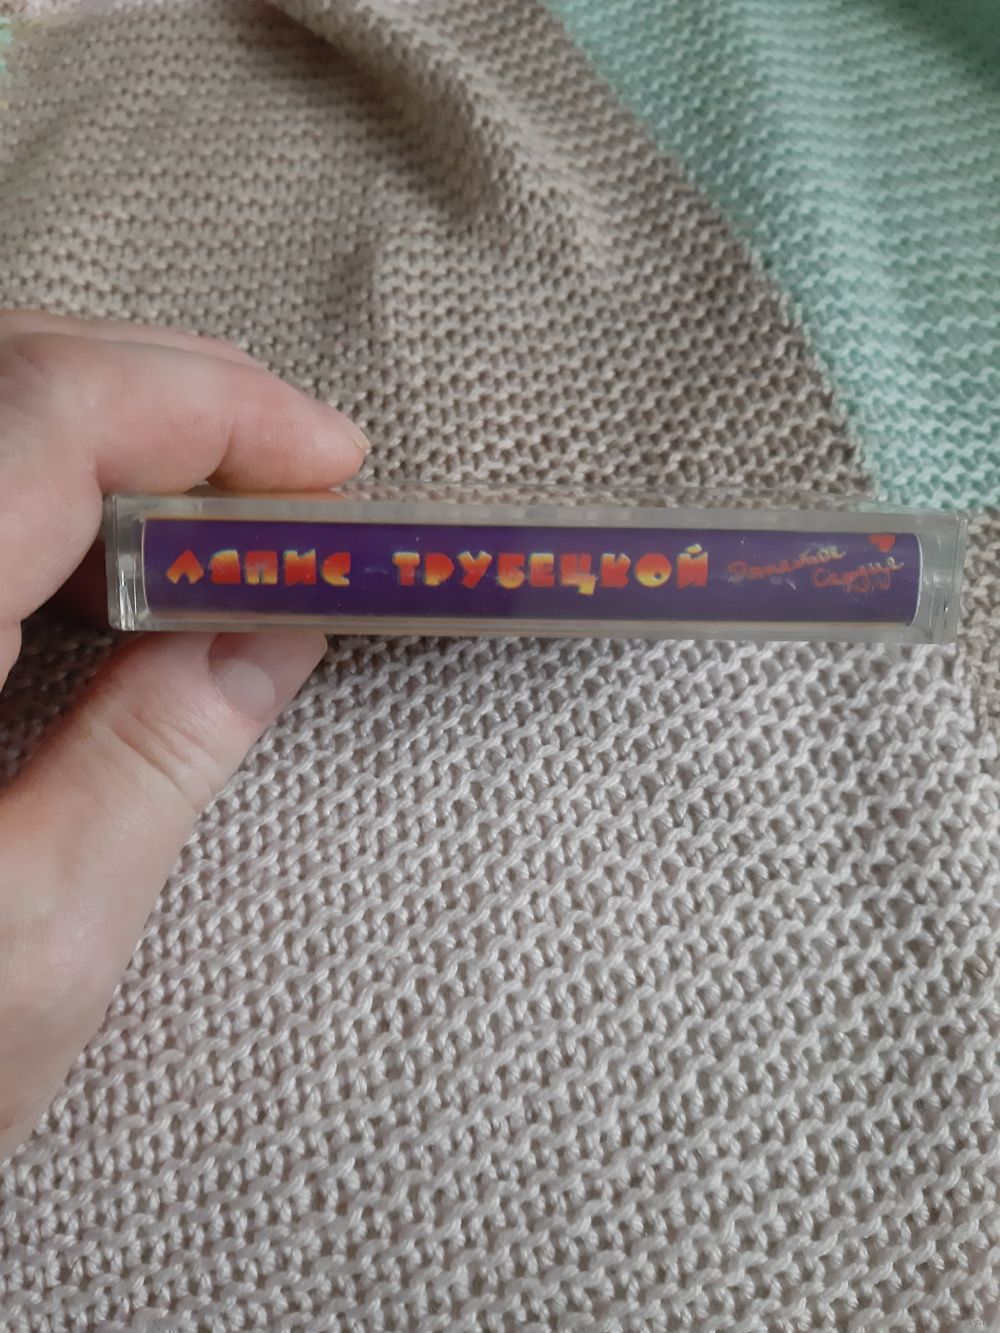 ЛЯПИС ТРУБЕЦКОЙ
Ранетое
Сердце